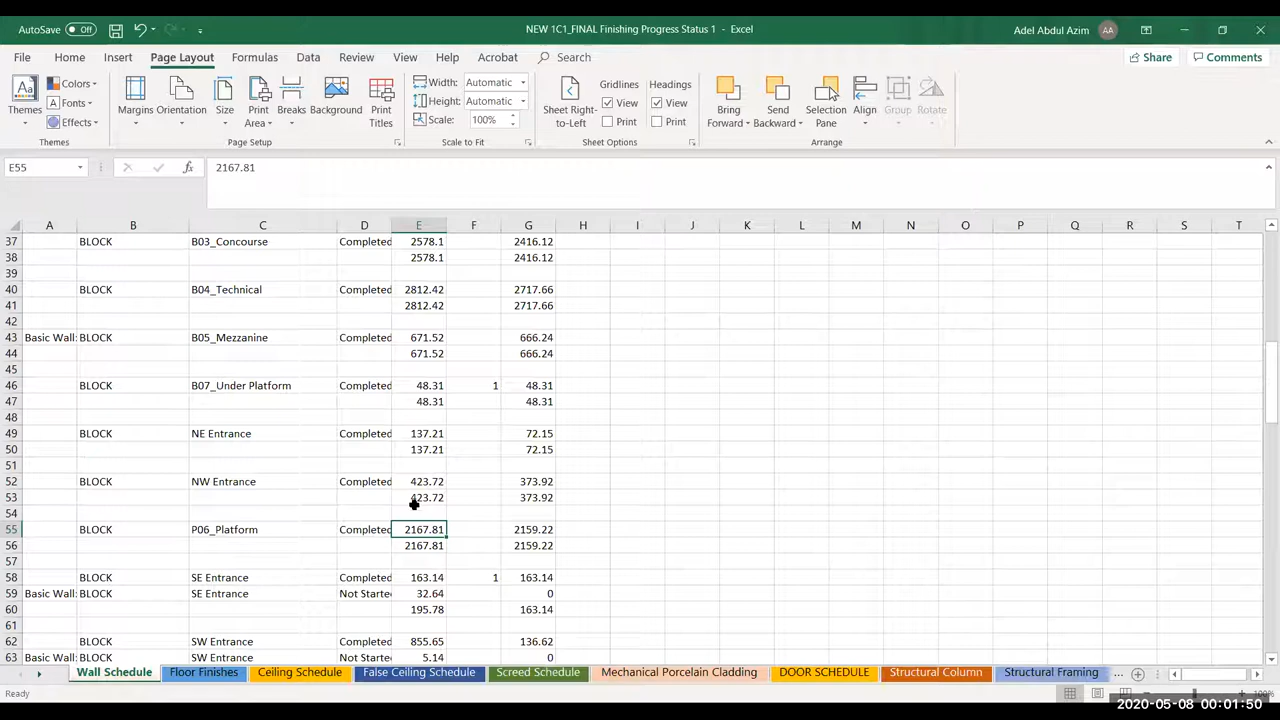 AutoSave Off NEW 1C1_FINAL Finishing Progress Status 1 - Excel Adel Abdul Azim AA
File Home Insert Page Layout Formulas Data Review View Help Acrobat Search Share Comments
Themes Colors Fonts Effects Margins Orientation Size Print Area Breaks Background Print Titles
Width: Automatic
Height: Automatic
Scale: 100%
Sheet Right-to-Left Gridlines View Print Headings View Print
Bring Forward Send Backward Selection Pane Align Group Rotate
Themes Page Setup Scale to Fit Sheet Options Arrange
E55 fx 2167.81
A B C D E F G H I J K L M N O P Q R S T
37 BLOCK B03_Concourse Completed 2578.1 2416.12
38 2578.1 2416.12
39
40 BLOCK B04_Technical Completed 2812.42 2717.66
41 2812.42 2717.66
42
43 Basic Wall: BLOCK B05_Mezzanine Completed 671.52 666.24
44 671.52 666.24
45
46 BLOCK B07_Under Platform Completed 48.31 1 48.31
47 48.31 48.31
48
49 BLOCK NE Entrance Completed 137.21 72.15
50 137.21 72.15
51
52 BLOCK NW Entrance Completed 423.72 373.92
53 423.72 373.92
54
55 BLOCK P06_Platform Completed 2167.81 2159.22
56 2167.81 2159.22
57
58 BLOCK SE Entrance Completed 163.14 1 163.14
59 Basic Wall: BLOCK SE Entrance Not Starte 32.64 0
60 195.78 163.14
61
62 BLOCK SW Entrance Completed 855.65 136.62
63 Basic Wall: BLOCK SW Entrance Not Starte 5.14 0
Wall Schedule Floor Finishes Ceiling Schedule False Ceiling Schedule Screed Schedule Mechanical Porcelain Cladding DOOR SCHEDULE Structural Column Structural Framing ...
Ready 100%
2020-05-08 00:01:50